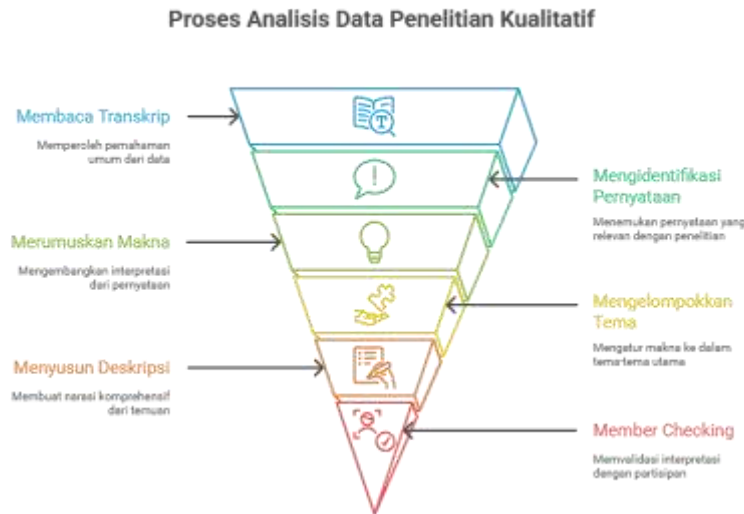 Proses Analisis Data Penelitian Kualitatif
Membaca Transkrip
Memperoleh pemahaman
umum dari data
T
Mengidentifikasi
Pernyataan
Menemukan pernyataan yang
relevan dengan penelitian
Merumuskan Makna
Mengembangkan interpretasi
dari pernyataan
Mengelompokkan
Tema
Mengatur makna ke dalam
tema-tema utama
Menyusun Deskripsi
Membuat narasi komprehensif
dari temuan
Member Checking
Memvalidasi interpretasi
dengan partisipan